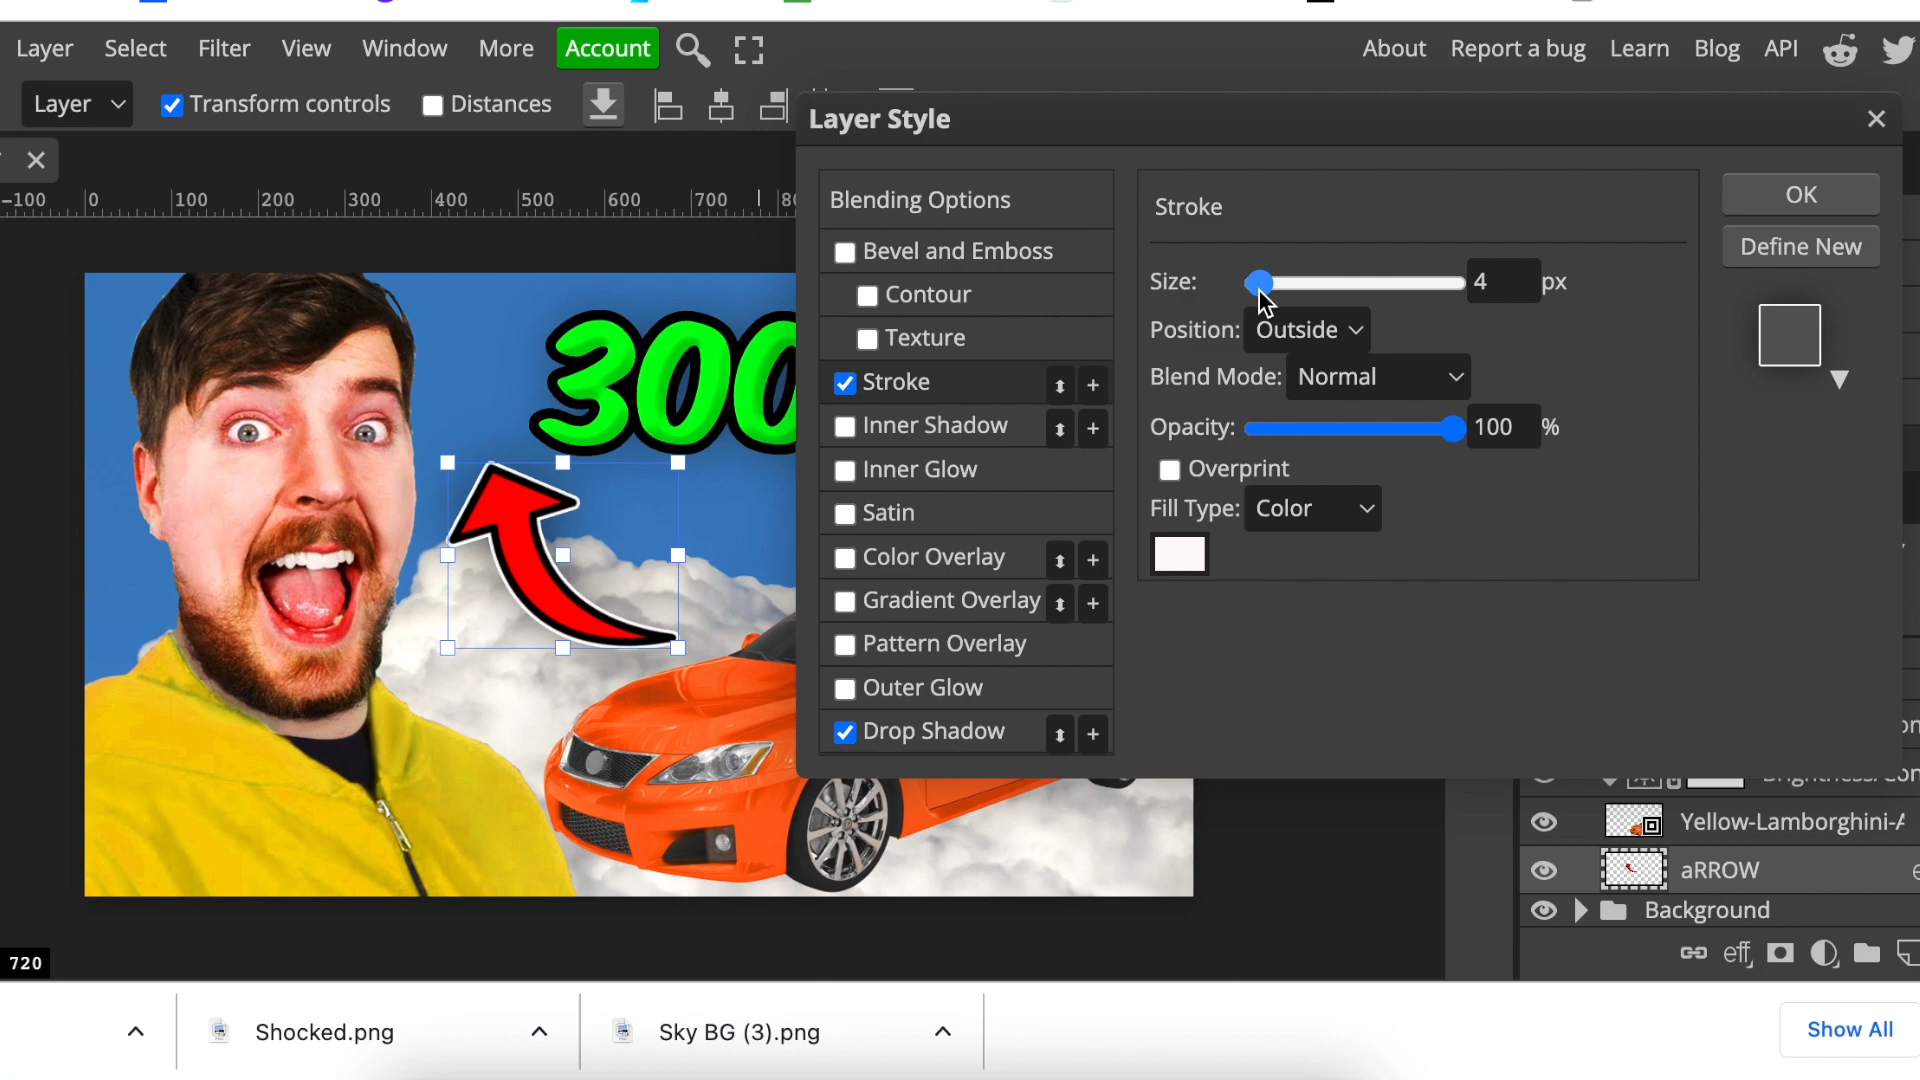 Layer Select Filter View Window More Account About Report a bug Learn Blog API
Layer Transform controls Distances
Layer Style
-100 0 100 200 300 400 500 600 700
Blending Options
Bevel and Emboss
Contour
Texture
Stroke
Inner Shadow
Inner Glow
Satin
Color Overlay
Gradient Overlay
Pattern Overlay
Outer Glow
Drop Shadow
Stroke
Size: 4 px
Position: Outside
Blend Mode: Normal
Opacity: 100 %
Overprint
Fill Type: Color
OK
Define New
300
Yellow-Lamborghini-A
aRROW
Background
eff
720
Shocked.png
Sky BG (3).png
Show All